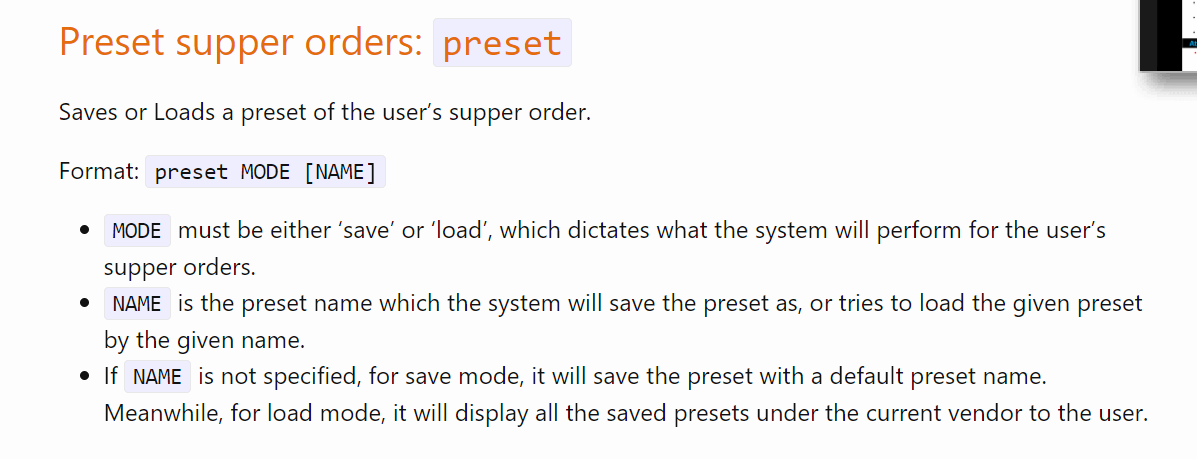 Preset supper orders: preset
Saves or Loads a preset of the user’s supper order.
Format: preset MODE [NAME]
MODE must be either ‘save’ or ‘load’, which dictates what the system will perform for the user’s
supper orders.
NAME is the preset name which the system will save the preset as, or tries to load the given preset
by the given name.
If NAME is not specified, for save mode, it will save the preset with a default preset name.
Meanwhile, for load mode, it will display all the saved presets under the current vendor to the user.